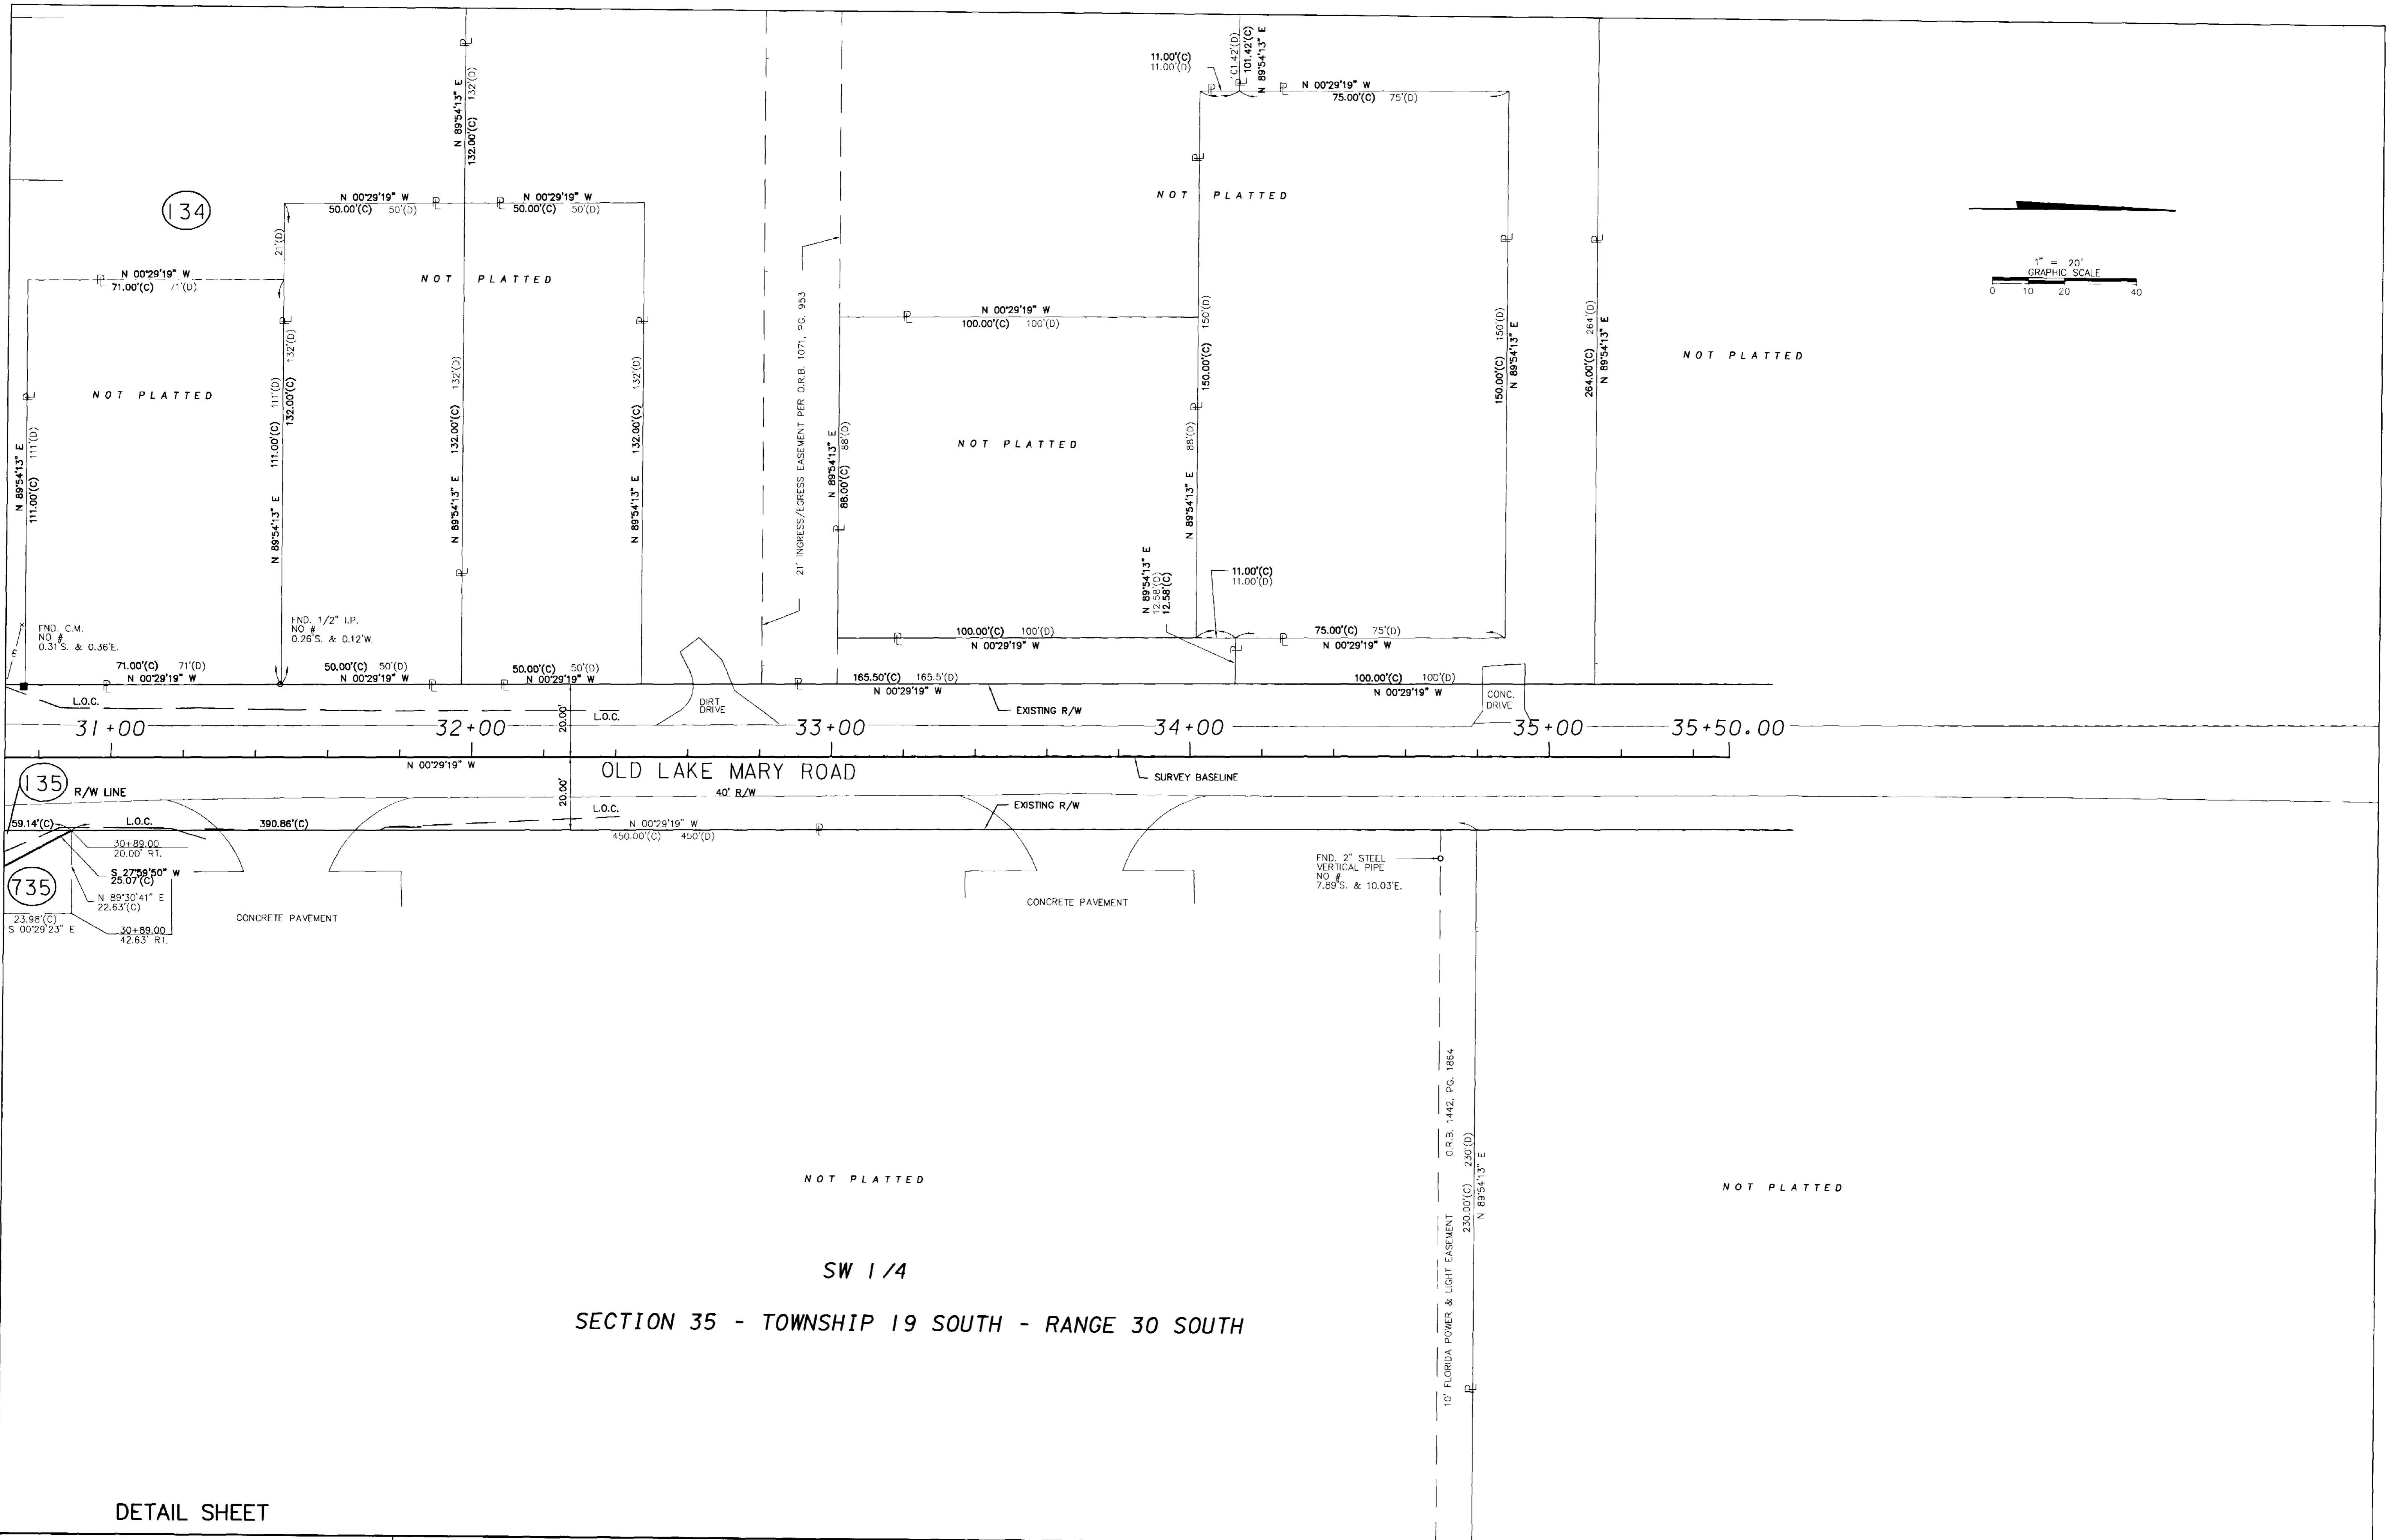 11.00'(C)
11.00'(D)
101.42'(D)
101.42'(C)
N 89°54'13" E
N 00°29'19" W
75.00'(C) 75'(D)
N 89°54'13" E
132.00'(C) 132'(D)
134
N 00°29'19" W
50.00'(C) 50'(D)
N 00°29'19" W
50.00'(C) 50'(D)
21'(D)
NOT PLATTED
1" = 20'
GRAPHIC SCALE
0 10 20 40
N 00°29'19" W
71.00'(C) 71'(D)
NOT PLATTED
21' INGRESS/EGRESS EASEMENT PER O.R.B. 1071, PG. 953
N 00°29'19" W
100.00'(C) 100'(D)
NOT PLATTED
NOT PLATTED
NOT PLATTED
N 89°54'13" E
111.00'(C) 111'(D)
N 89°54'13" E 111.00'(C) 111'(D)
132.00'(C) 132'(D)
N 89°54'13" E 132.00'(C) 132'(D)
N 89°54'13" E 132.00'(C) 132'(D)
N 89°54'13" E
88.00'(C) 88'(D)
N 89°54'13" E 88'(D)
150.00'(C) 150'(D)
150.00'(C) 150'(D)
N 89°54'13" E
264.00'(C) 264'(D)
N 89°54'13" E
N 89°54'13" E
12.58'(D)
12.58'(C)
11.00'(C)
11.00'(D)
FND. C.M.
NO #
0.31'S. & 0.36'E.
FND. 1/2" I.P.
NO #
0.26'S. & 0.12'W.
6'
100.00'(C) 100'(D)
N 00°29'19" W
75.00'(C) 75'(D)
N 00°29'19" W
71.00'(C) 71'(D)
N 00°29'19" W
50.00'(C) 50'(D)
N 00°29'19" W
50.00'(C) 50'(D)
N 00°29'19" W
165.50'(C) 165.5'(D)
N 00°29'19" W
100.00'(C) 100'(D)
N 00°29'19" W
L.O.C.
L.O.C.
20.00'
DIRT
DRIVE
EXISTING R/W
CONC.
DRIVE
31+00 32+00 33+00 34+00 35+00 35+50.00
N 00°29'19" W
OLD LAKE MARY ROAD
SURVEY BASELINE
135
R/W LINE
20.00'
40' R/W
EXISTING R/W
L.O.C.
59.14'(C)
L.O.C.
390.86'(C)
N 00°29'19" W
450.00'(C) 450'(D)
30+89.00
20.00' RT.
S 27°59'50" W
25.07'(C)
735
N 89°30'41" E
22.63'(C)
23.98'(C)
S 00°29'23" E
30+89.00
42.63' RT.
CONCRETE PAVEMENT
CONCRETE PAVEMENT
FND. 2" STEEL
VERTICAL PIPE
NO #
7.89'S. & 10.03'E.
10' FLORIDA POWER & LIGHT EASEMENT O.R.B. 1442, PG. 1864
230.00'(C) 230'(D)
N 89°54'13" E
NOT PLATTED
NOT PLATTED
SW 1/4
SECTION 35 - TOWNSHIP 19 SOUTH - RANGE 30 SOUTH
DETAIL SHEET